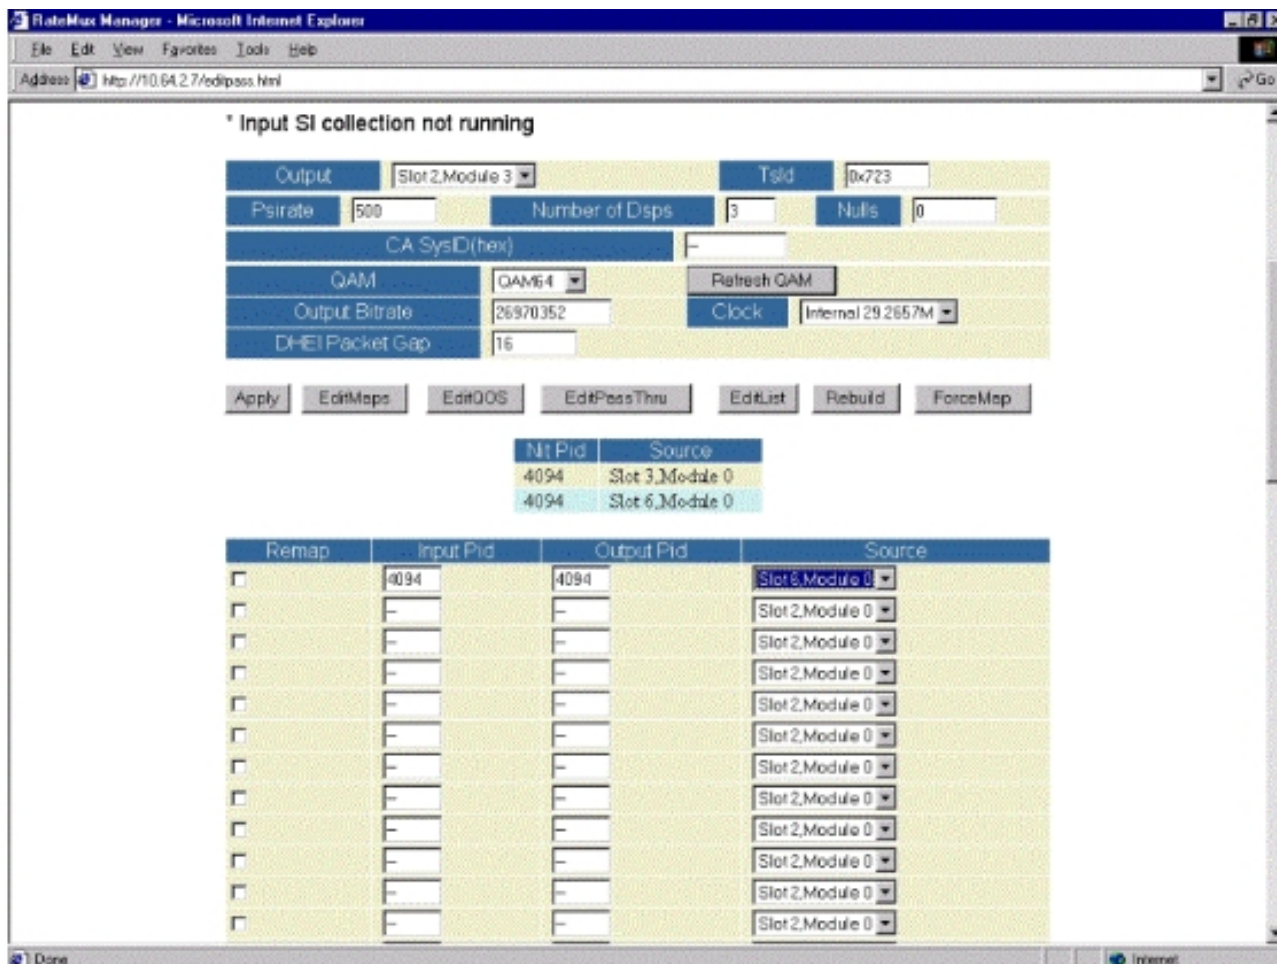 RateMux Manager - Microsoft Internet Explorer
File Edit View Favorites Tools Help
Address http://10.64.2.7/editpass.html Go
* Input SI collection not running
Output Slot 2,Module 3 TsId 0x723
Psirate 500 Number of Dsps 3 Nulls 0
CA SysID(hex) --
QAM QAM64 Refresh QAM
Output Bitrate 26970352 Clock Internal 29.2657M
DHEI Packet Gap 16
Apply EditMaps EditQOS EditPassThru EditList Rebuild ForceMap
Nit Pid Source
4094 Slot 3,Module 0
4094 Slot 6,Module 0
Remap Input Pid Output Pid Source
4094 4094 Slot 6,Module 0
-- -- Slot 2,Module 0
-- -- Slot 2,Module 0
-- -- Slot 2,Module 0
-- -- Slot 2,Module 0
-- -- Slot 2,Module 0
-- -- Slot 2,Module 0
-- -- Slot 2,Module 0
-- -- Slot 2,Module 0
-- -- Slot 2,Module 0
-- -- Slot 2,Module 0
-- -- Slot 2,Module 0
Done Internet